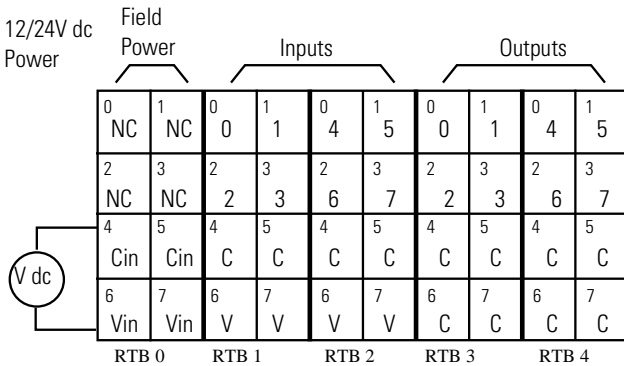 12/24V dc
Power
Field
Power
Inputs
Outputs
0 1 0 1 0 1 0 1 0 1
NC NC 0 1 4 5 0 1 4 5
2 3 2 3 2 3 2 3 2 3
NC NC 2 3 6 7 2 3 6 7
4 5 4 5 4 5 4 5 4 5
Cin Cin C C C C C C C C
V dc
6 7 6 7 6 7 6 7 6 7
Vin Vin V V V V C C C C
RTB 0 RTB 1 RTB 2 RTB 3 RTB 4